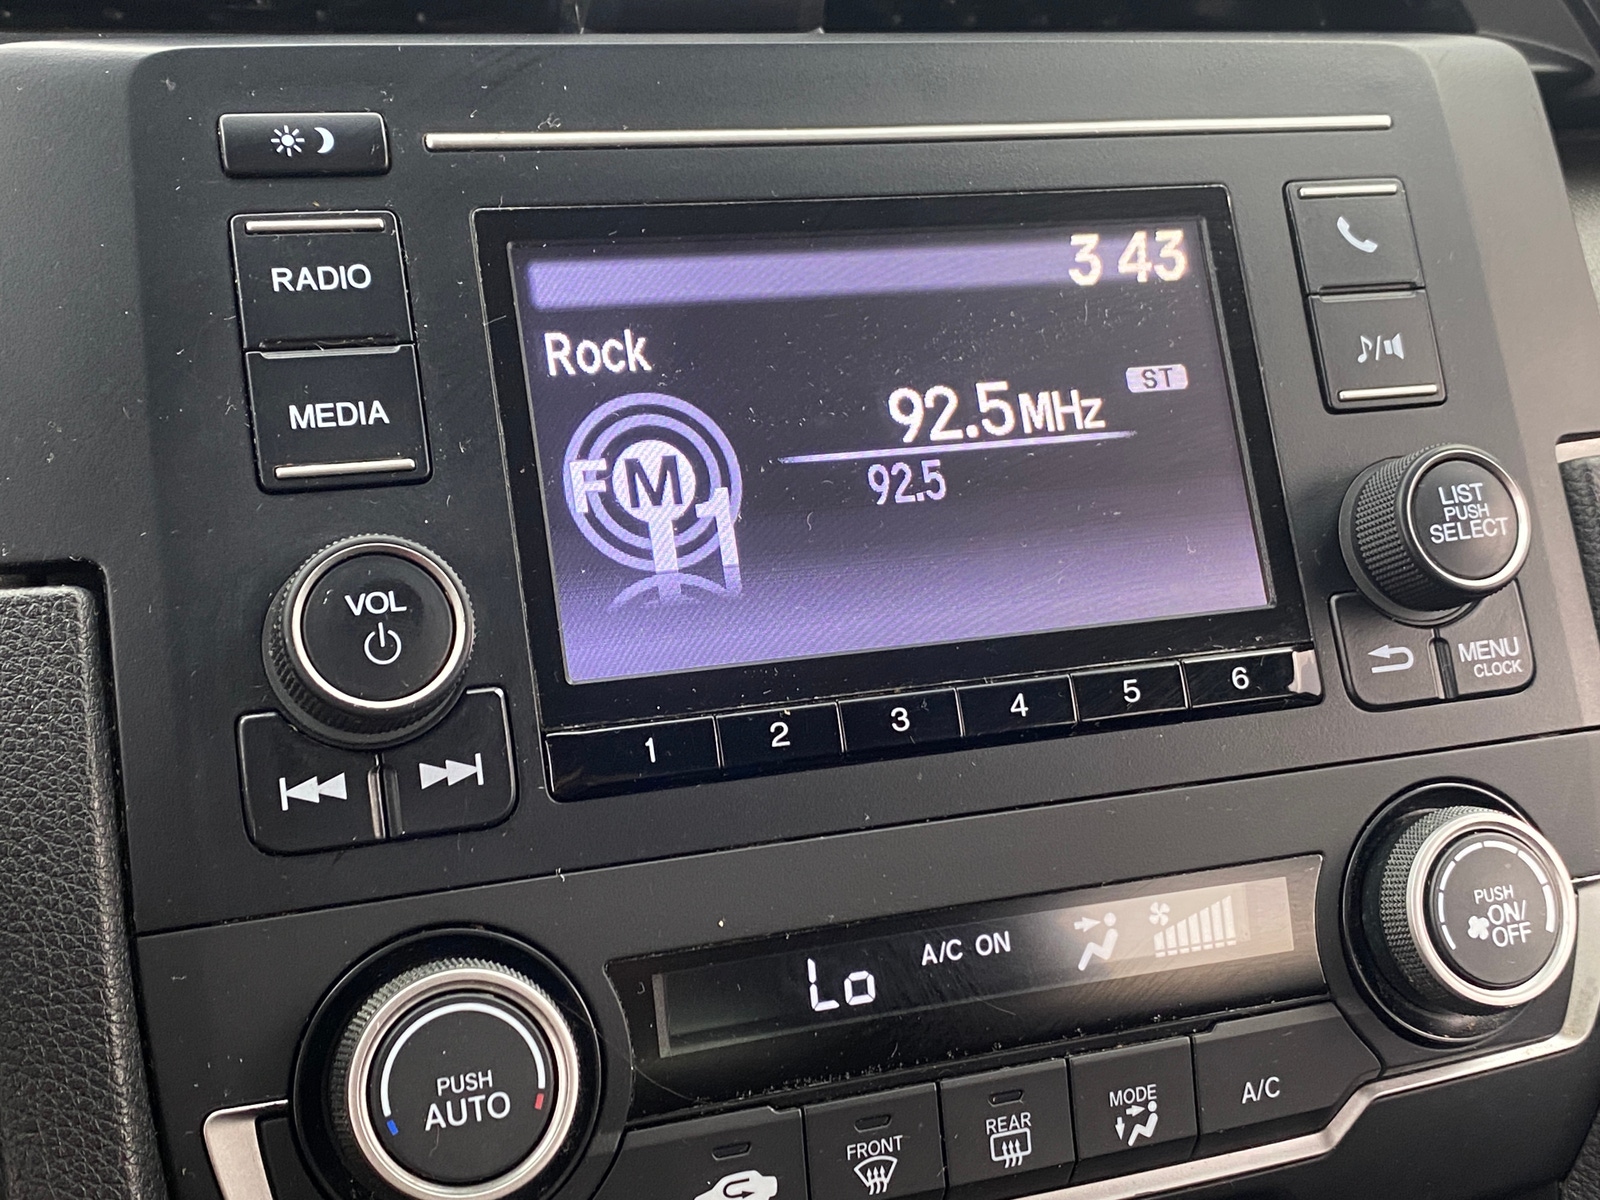 RADIO
MEDIA
VOL
3 43
Rock
ST
92.5MHz
92.5
FM
1
LIST
PUSH
SELECT
MENU
CLOCK
1 2 3 4 5 6
Lo
A/C ON
PUSH
ON/
OFF
PUSH
AUTO
FRONT
REAR
MODE
A/C